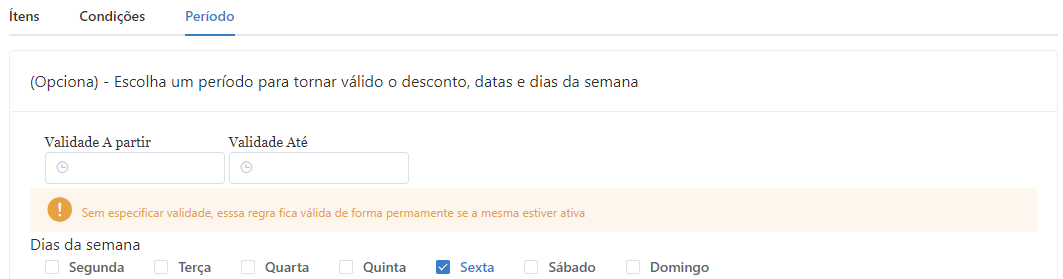 Ítens Condições Período
(Opciona) - Escolha um período para tornar válido o desconto, datas e dias da semana
Validade A partir Validade Até
Sem especificar validade, esssa regra fica válida de forma permamente se a mesma estiver ativa
Dias da semana
Segunda Terça Quarta Quinta Sexta Sábado Domingo